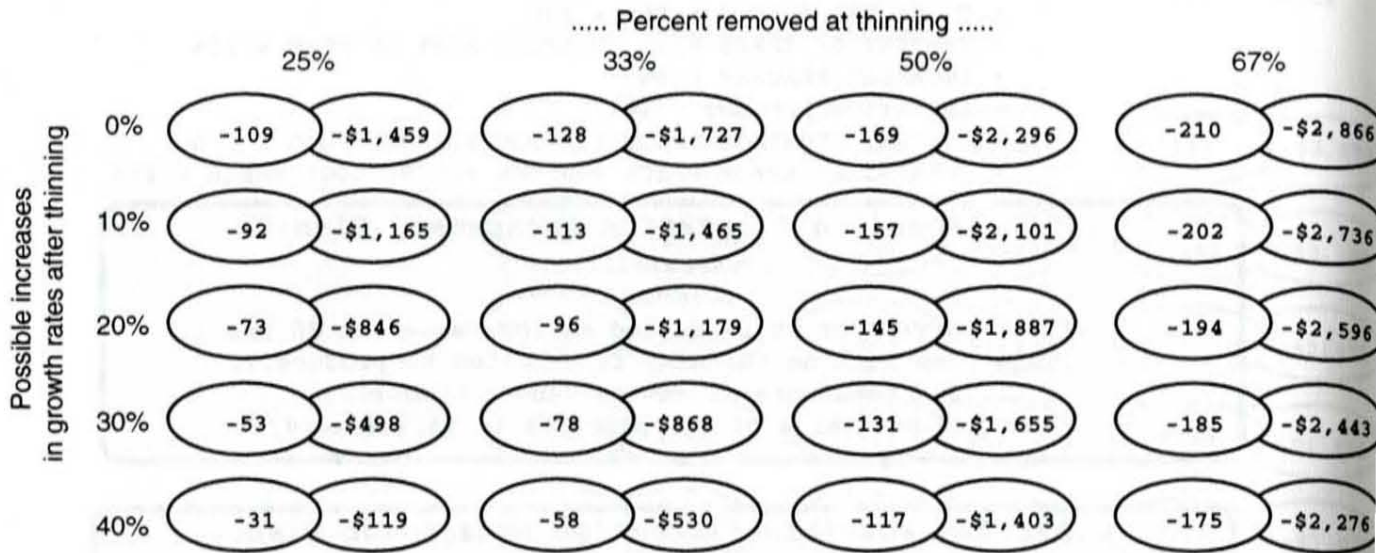 ..... Percent removed at thinning .....
25% 33% 50% 67%
Possible increases
in growth rates after thinning
0% -109 -$1,459 -128 -$1,727 -169 -$2,296 -210 -$2,866
10% -92 -$1,165 -113 -$1,465 -157 -$2,101 -202 -$2,736
20% -73 -$846 -96 -$1,179 -145 -$1,887 -194 -$2,596
30% -53 -$498 -78 -$868 -131 -$1,655 -185 -$2,443
40% -31 -$119 -58 -$530 -117 -$1,403 -175 -$2,276